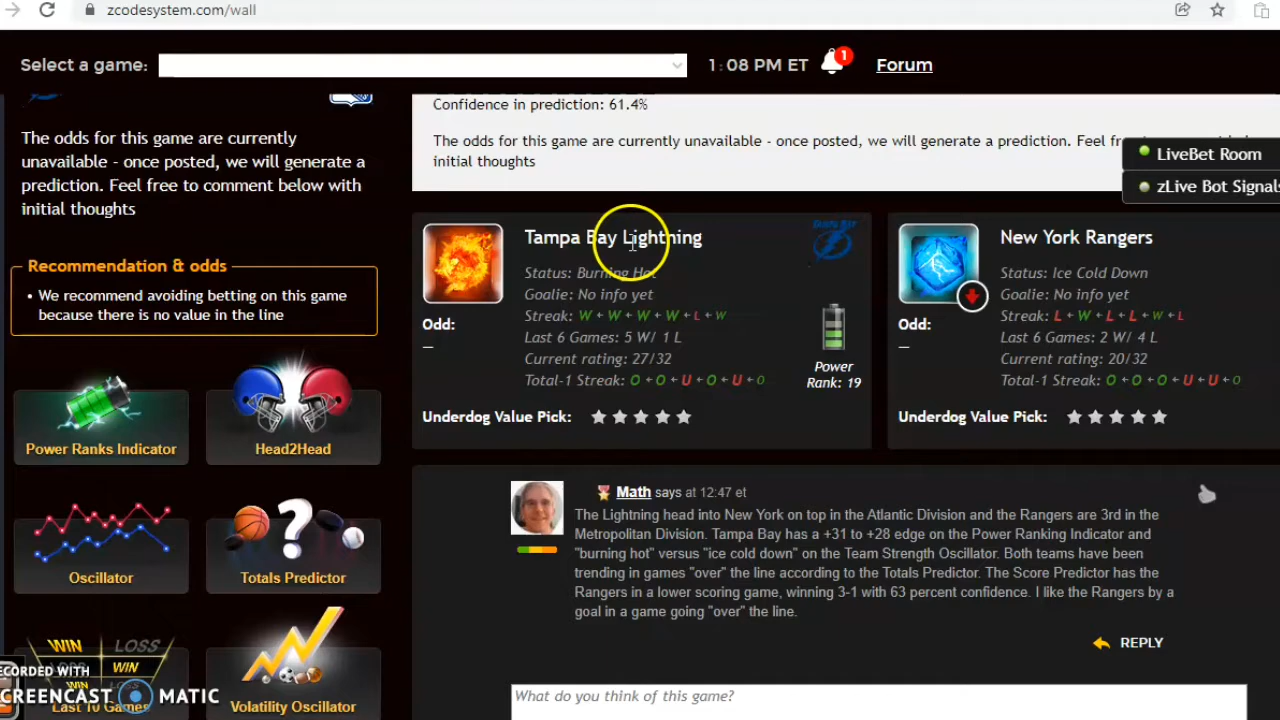 zcodesystem.com/wall
Select a game:
1:08 PM ET
1
Forum
The odds for this game are currently
unavailable - once posted, we will generate a
prediction. Feel free to comment below with
initial thoughts
Recommendation & odds
• We recommend avoiding betting on this game
because there is no value in the line
Power Ranks Indicator
Head2Head
Oscillator
Totals Predictor
WIN LOSS
WIN
Last 10 Games
Volatility Oscillator
RECORDED WITH
SCREENCAST MATIC
Confidence in prediction: 61.4%
The odds for this game are currently unavailable - once posted, we will generate a prediction. Feel
initial thoughts
LiveBet Room
zLive Bot Signals
Tampa Bay Lightning
TAMPA BAY
Status: Burning Hot
Goalie: No info yet
Odd:
—
Streak: W ← W ← W ← W ← L ← W
Last 6 Games: 5 W/ 1 L
Current rating: 27/32
Total-1 Streak: O ← O ← U ← O ← U ← O
Power
Rank: 19
Underdog Value Pick:
New York Rangers
Status: Ice Cold Down
Goalie: No info yet
Odd:
—
Streak: L ← W ← L ← L ← W ← L
Last 6 Games: 2 W/ 4 L
Current rating: 20/32
Total-1 Streak: O ← O ← O ← U ← U ← O
Underdog Value Pick:
Math says at 12:47 et
The Lightning head into New York on top in the Atlantic Division and the Rangers are 3rd in the
Metropolitan Division. Tampa Bay has a +31 to +28 edge on the Power Ranking Indicator and
"burning hot" versus "ice cold down" on the Team Strength Oscillator. Both teams have been
trending in games "over" the line according to the Totals Predictor. The Score Predictor has the
Rangers in a lower scoring game, winning 3-1 with 63 percent confidence. I like the Rangers by a
goal in a game going "over" the line.
REPLY
What do you think of this game?